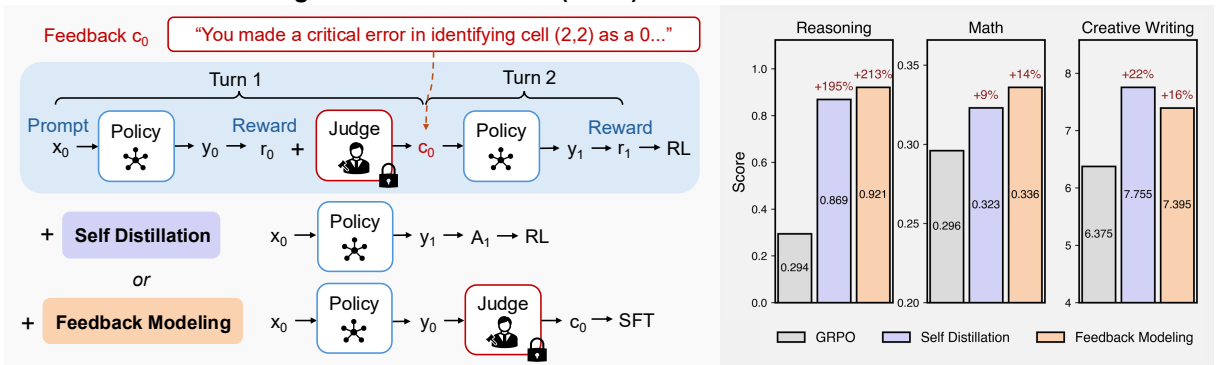 Feedback c0 "You made a critical error in identifying cell (2,2) as a 0..."
Turn 1 Turn 2
Prompt Policy Reward Judge Policy Reward
x0 y0 r0 + c0 y1 r1 RL
+ Self Distillation x0 Policy y1 A1 RL
or
+ Feedback Modeling x0 Policy y0 Judge c0 SFT
Reasoning
Score
1.0
0.8
0.6
0.4
0.2
0.0
+195%
+213%
0.294
0.869
0.921
Math
0.35
0.30
0.25
0.20
+9%
+14%
0.296
0.323
0.336
Creative Writing
8
7
6
5
4
+22%
+16%
6.375
7.755
7.395
GRPO Self Distillation Feedback Modeling